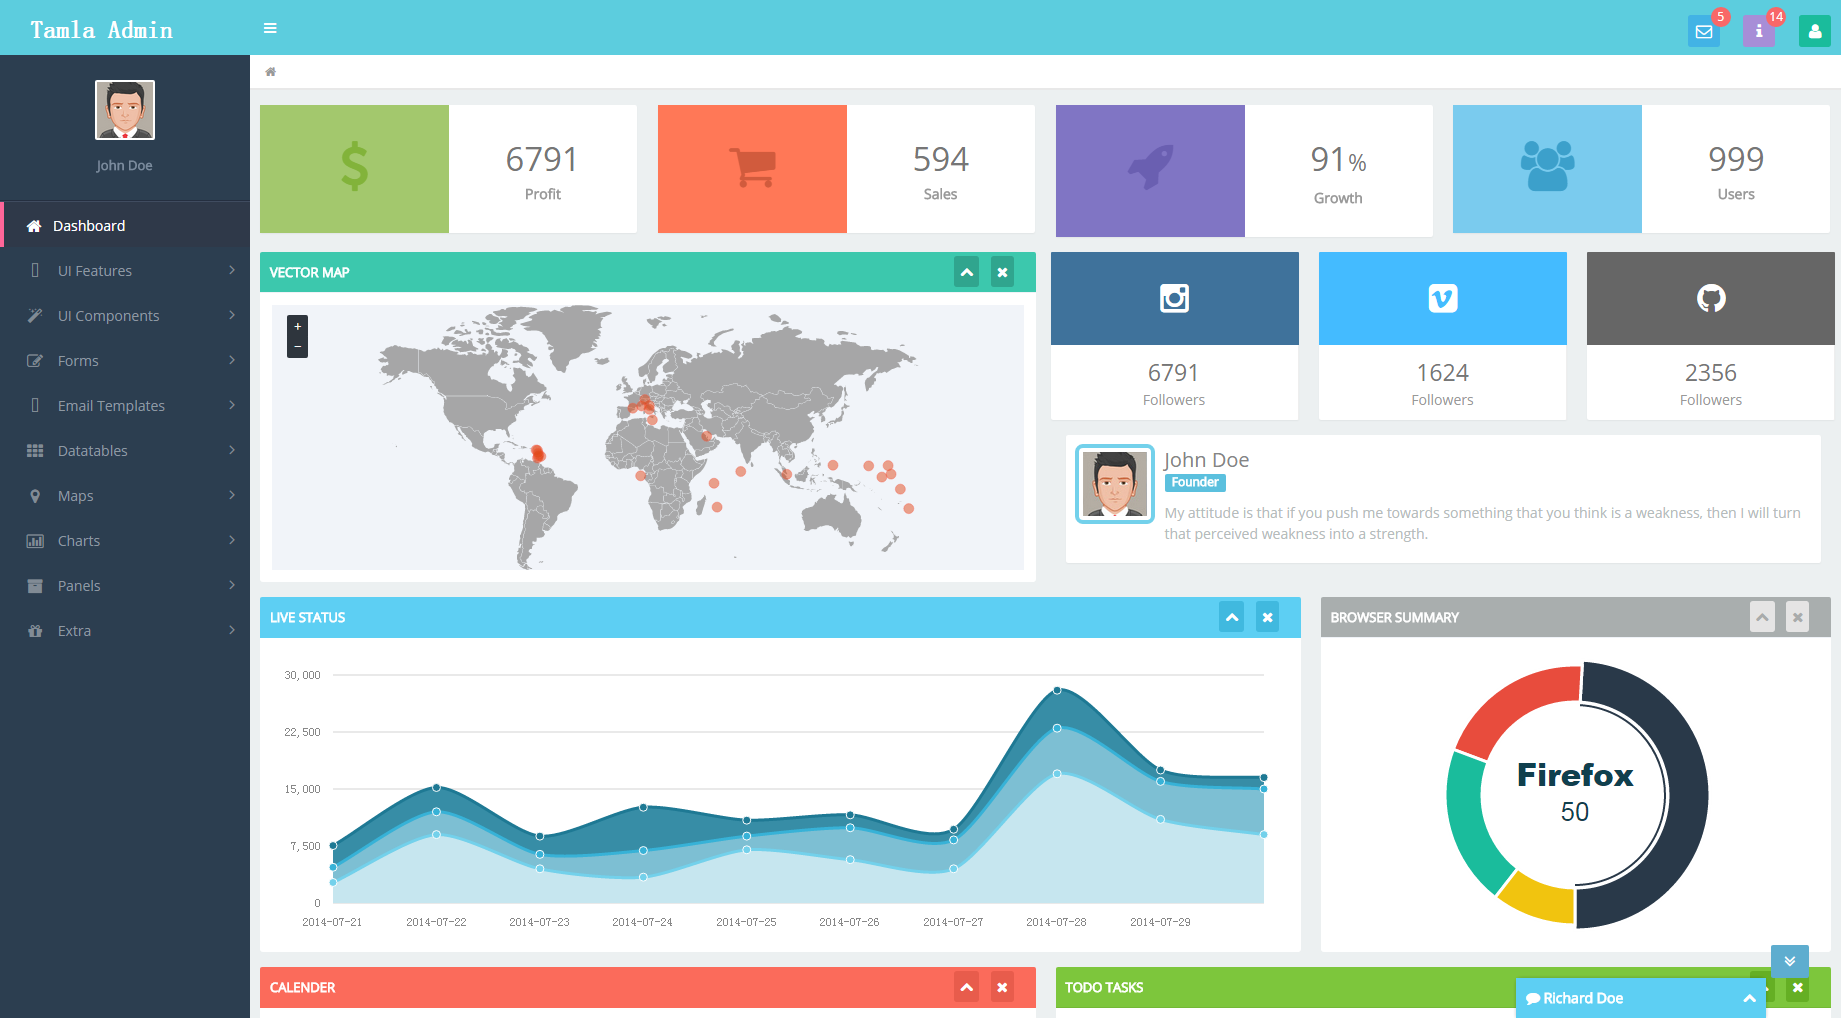 Tamla Admin
5
14
John Doe
Dashboard
UI Features
UI Components
Forms
Email Templates
Datatables
Maps
Charts
Panels
Extra
6791
Profit
594
Sales
91%
Growth
999
Users
VECTOR MAP
+
−
6791
Followers
1624
Followers
2356
Followers
John Doe
Founder
My attitude is that if you push me towards something that you think is a weakness, then I will turn
that perceived weakness into a strength.
LIVE STATUS
30,000
22,500
15,000
7,500
0
2014-07-21 2014-07-22 2014-07-23 2014-07-24 2014-07-25 2014-07-26 2014-07-27 2014-07-28 2014-07-29
BROWSER SUMMARY
Firefox
50
CALENDER
TODO TASKS
Richard Doe